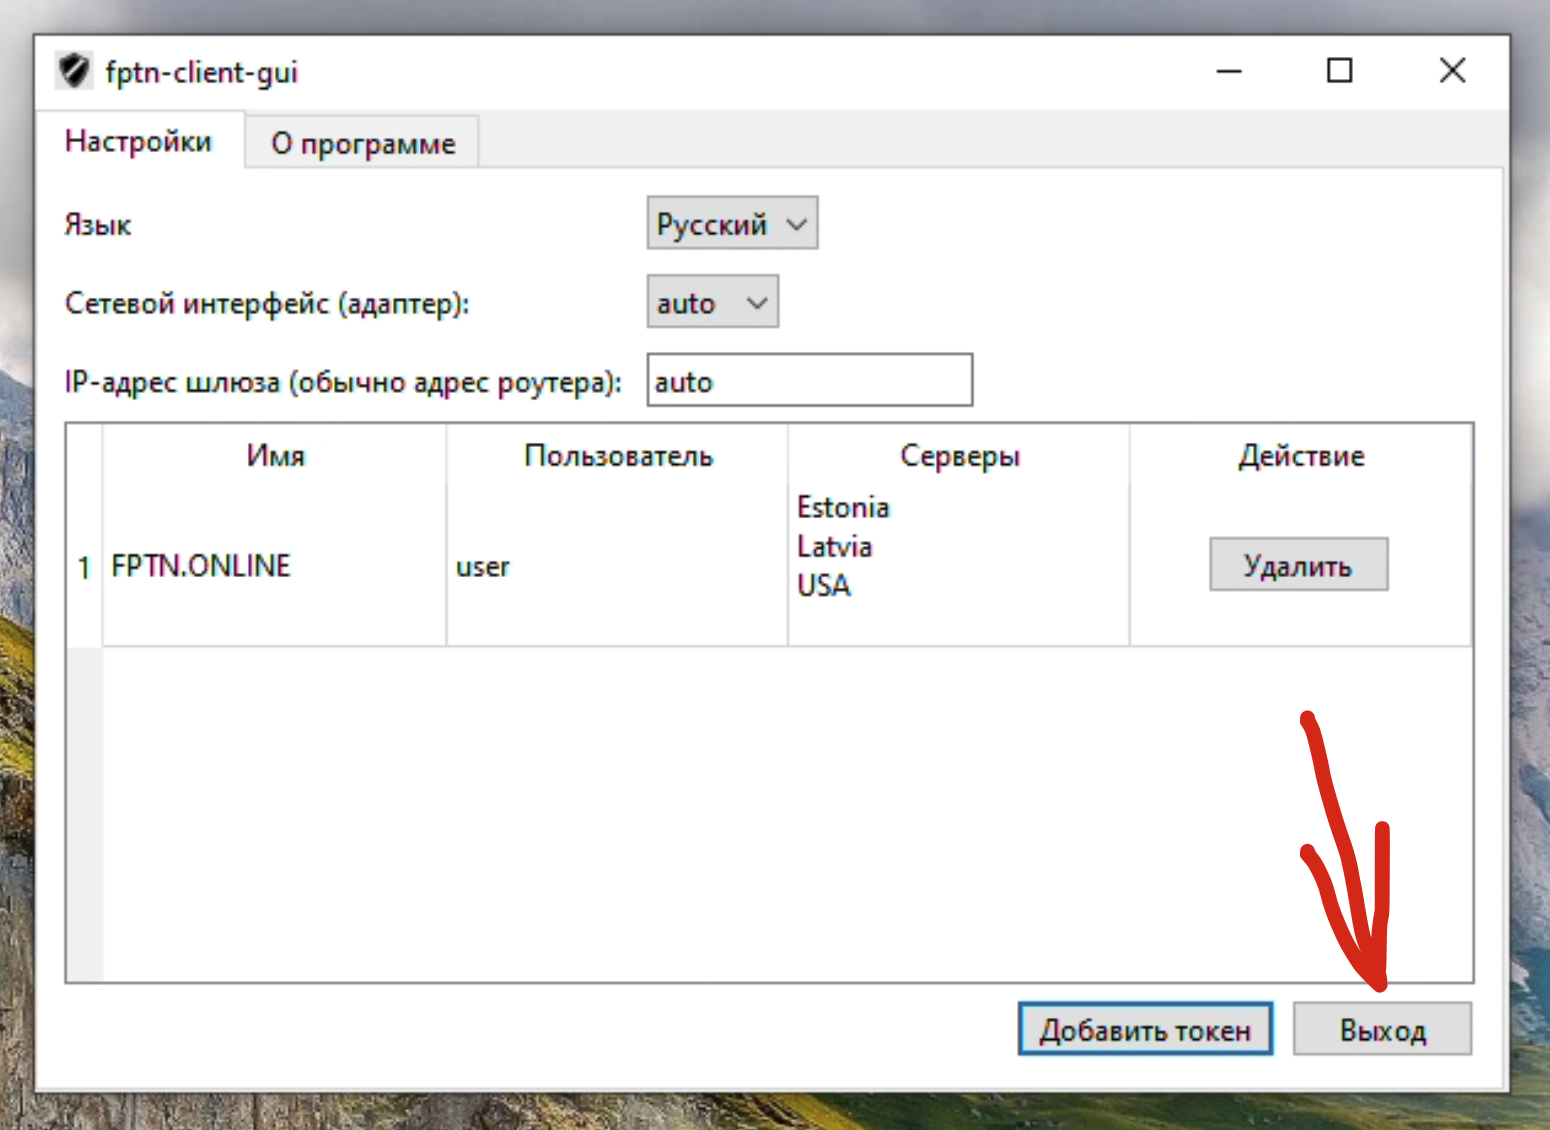 fptn-client-gui
Настройки О программе
Язык Русский
Сетевой интерфейс (адаптер): auto
IP-адрес шлюза (обычно адрес роутера): auto
Имя Пользователь Серверы Действие
1 FPTN.ONLINE user Estonia Latvia USA Удалить
Добавить токен Выход